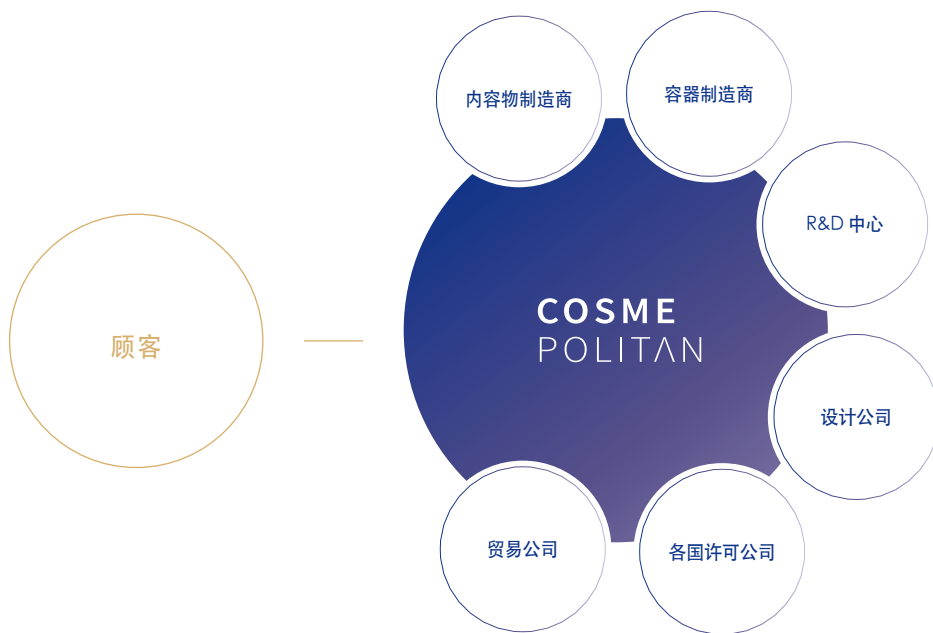 内容物制造商
容器制造商
R&D 中心
顾客
COSME
POLITAN
设计公司
贸易公司
各国许可公司